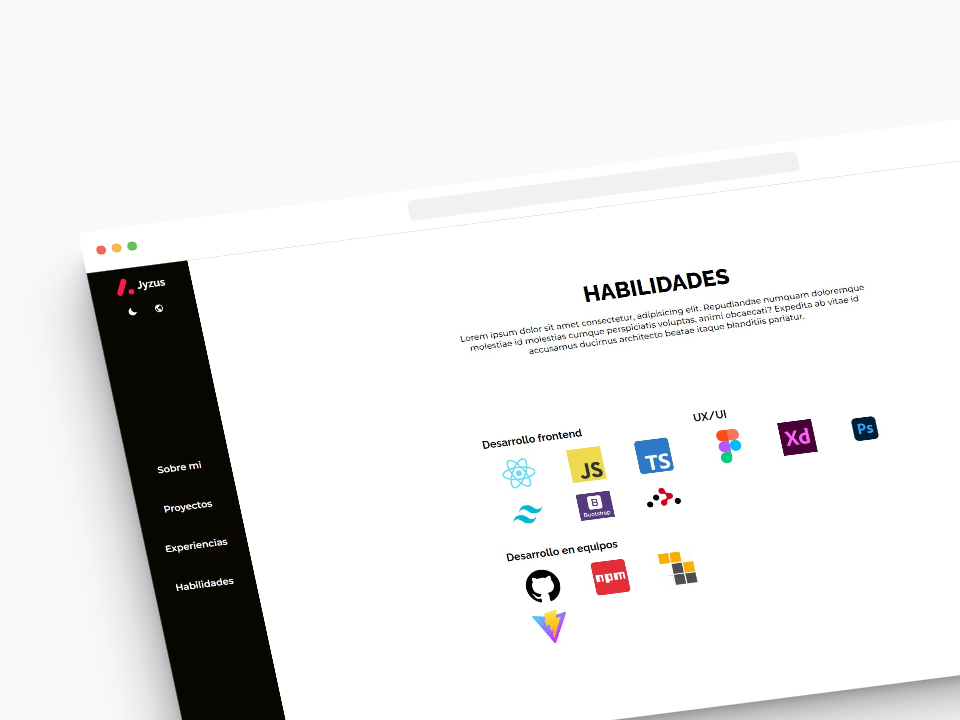 Jyzus
Sobre mi
Proyectos
Experiencias
Habilidades
HABILIDADES
Lorem ipsum dolor sit amet consectetur, adipisicing elit. Repudiandae numquam doloremque
molestiae id molestias cumque perspiciatis voluptas, animi obcaecati? Expedita ab vitae id
accusamus ducimus architecto beatae itaque blanditiis pariatur.
Desarrollo frontend
JS
TS
B
Bootstrap
UX/UI
Xd
Ps
Desarrollo en equipos
npm